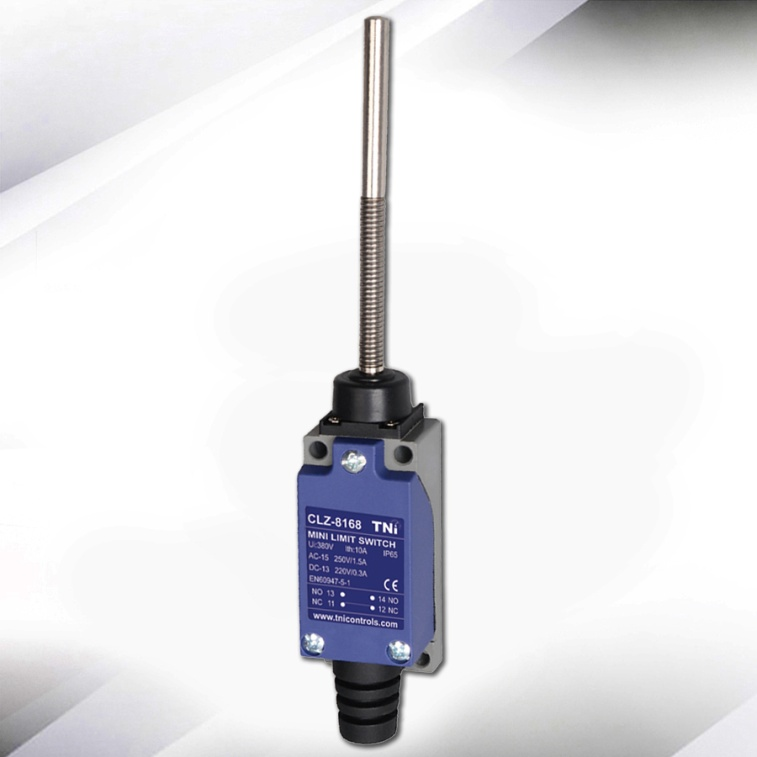 CLZ-8168 TNi
MINI LIMIT SWITCH
Ui:380V Ith:10A IP65
AC-15 250V/1.5A
DC-13 220V/0.3A
EN60947-5-1 CE
NO 13 14 NO
NC 11 12 NC
www.tnicontrols.com